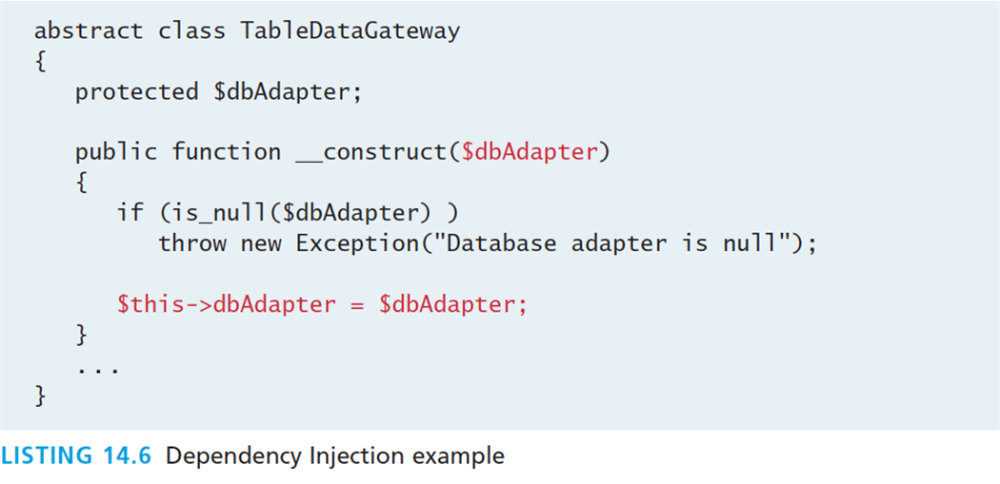 abstract class TableDataGateway
{
protected $dbAdapter;
public function __construct($dbAdapter)
{
if (is_null($dbAdapter) )
throw new Exception("Database adapter is null");
$this->dbAdapter = $dbAdapter;
}
...
}
LISTING 14.6 Dependency Injection example